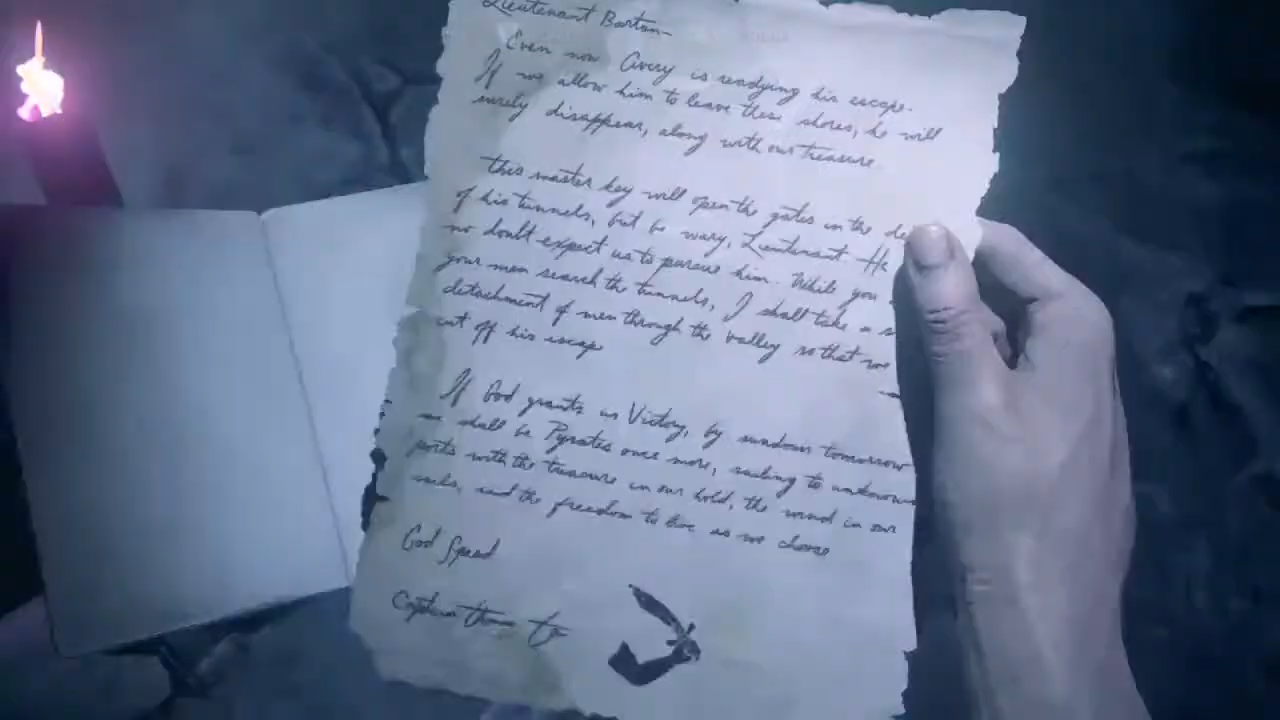 Lieutenant Barton
Even now Avery is readying his escape.
If we allow him to leave these shores, he will
surely disappear, along with our treasure.
This master key will open the gates in the de
of his tunnels, but be wary, Lieutenant. He
no doubt expect us to pursue him. While you
your men search the tunnels, I shall take a s
detachment of men through the valley so that we
cut off his escape
If God grants us Victory, by sundown tomorrow
we shall be Pyrates once more, sailing to unknown
ports with the treasure in our hold, the wind in our
sails, and the freedom to live as we choose
God Speed
Captain Thomas